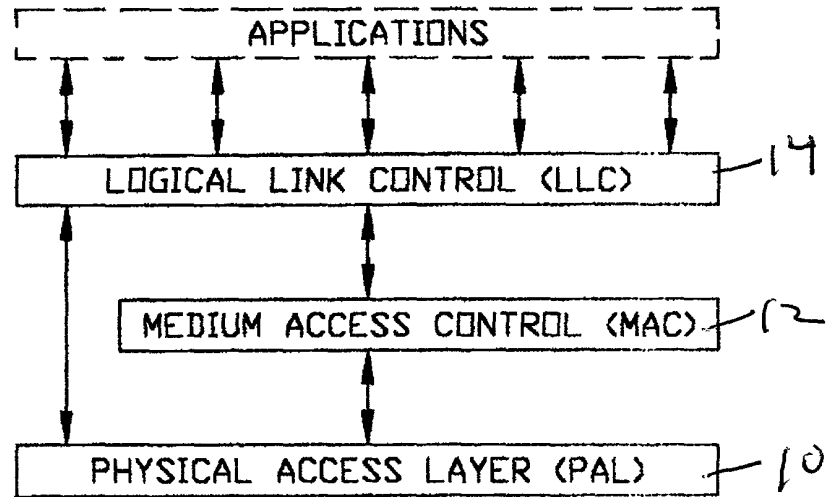 APPLICATIONS
LOGICAL LINK CONTROL (LLC)
14
MEDIUM ACCESS CONTROL (MAC)
12
PHYSICAL ACCESS LAYER (PAL)
10